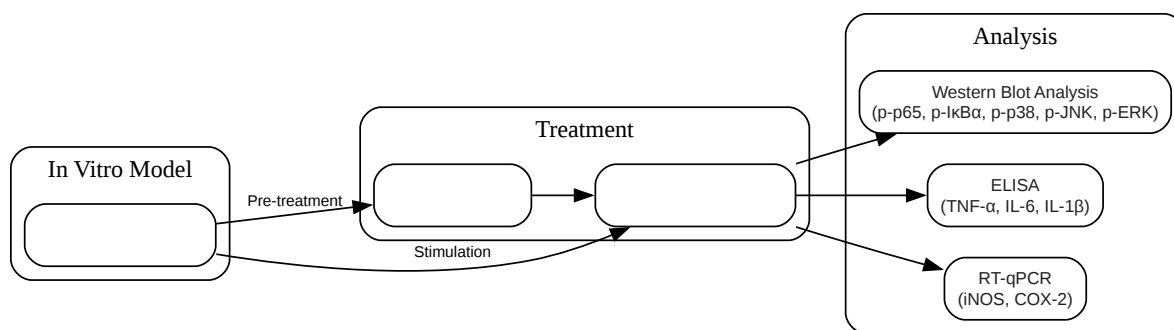 In Vitro Model
Pre-treatment
Stimulation
Treatment
Analysis
Western Blot Analysis
(p-p65, p-IκBα, p-p38, p-JNK, p-ERK)
ELISA
(TNF-α, IL-6, IL-1β)
RT-qPCR
(iNOS, COX-2)